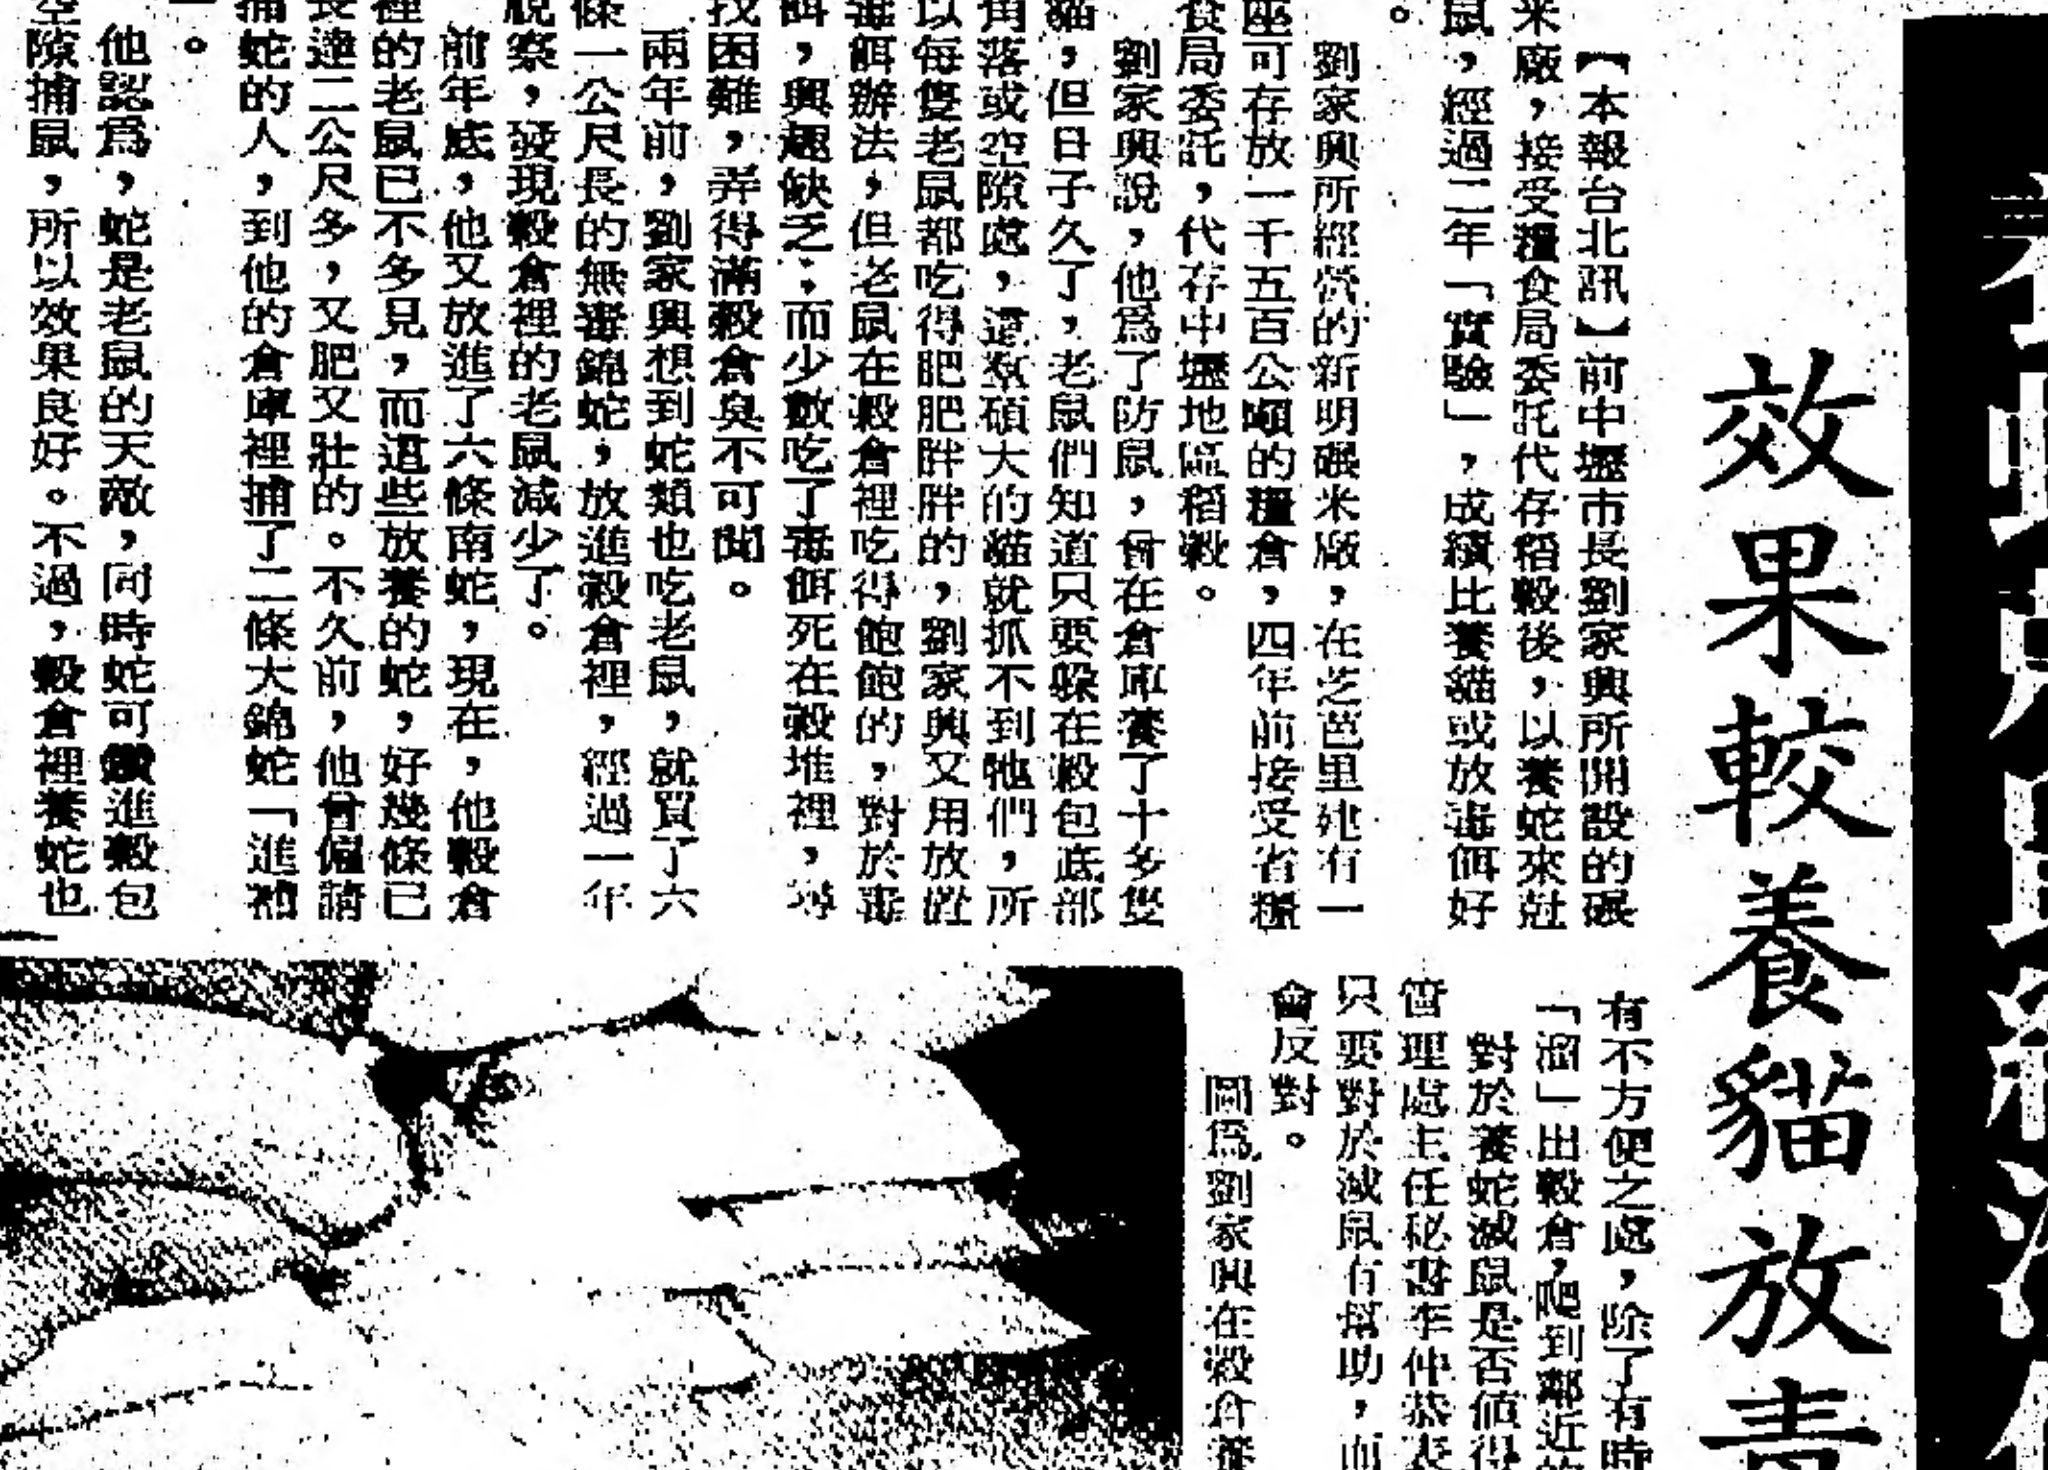 效果較養貓放毒
【本報台北訊】前中壢市長劉家興所開設的碾
米廠，接受糧食局委託代存稻穀後，以養蛇來尅
鼠，經過二年「實驗」，成績比養貓或放毒餌好
。
劉家興所經營的新明碾米廠，在芝芭里建有一
座可存放一千五百公噸的糧倉，四年前接受省糧
食局委託，代存中壢地區稻穀。
劉家興說，他爲了防鼠，曾在倉庫養了十多隻
貓，但日子久了，老鼠們知道只要躲在穀包底部
角落或空隙處，這羣碩大的貓就抓不到牠們，所
以每隻老鼠都吃得肥肥胖胖的，劉家興又用放置
毒餌辦法，但老鼠在穀倉裡吃得飽飽的，對於毒
餌，興趣缺乏；而少數吃了毒餌死在穀堆裡，尋
找困難，弄得滿穀倉臭不可聞。
兩年前，劉家興想到蛇類也吃老鼠，就買了六
條一公尺長的無毒錦蛇，放進穀倉裡，經過一年
觀察，發現穀倉裡的老鼠減少了。
前年底，他又放進了六條南蛇，現在，他穀倉
裡的老鼠已不多見，而這些放養的蛇，好幾條已
長達二公尺多，又肥又壯的。不久前，他曾僱請
捕蛇的人，到他的倉庫裡捕了二條大錦蛇「進補
」。
他認爲，蛇是老鼠的天敵，同時蛇可鑽進穀包
空隙捕鼠，所以效果良好。不過，穀倉裡養蛇也
有不方便之處，除了有時
「溜」出穀倉，爬到鄰近
對於養蛇滅鼠是否値得
管理處主任秘書李仲恭表
只要對於滅鼠有幫助，而
會反對。
圖爲劉家興在穀倉養